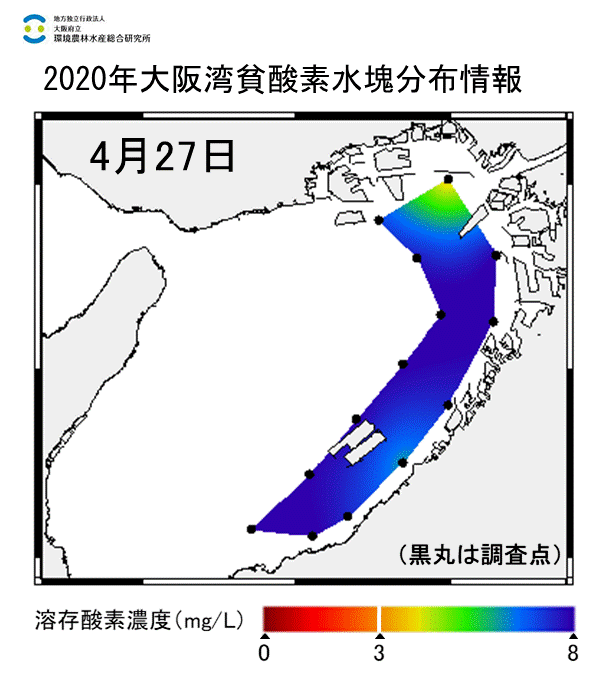 地方独立行政法人
大阪府立
環境農林水産総合研究所
2020年大阪湾貧酸素水塊分布情報
4月27日
(黒丸は調査点)
溶存酸素濃度(mg/L)
0 3 8